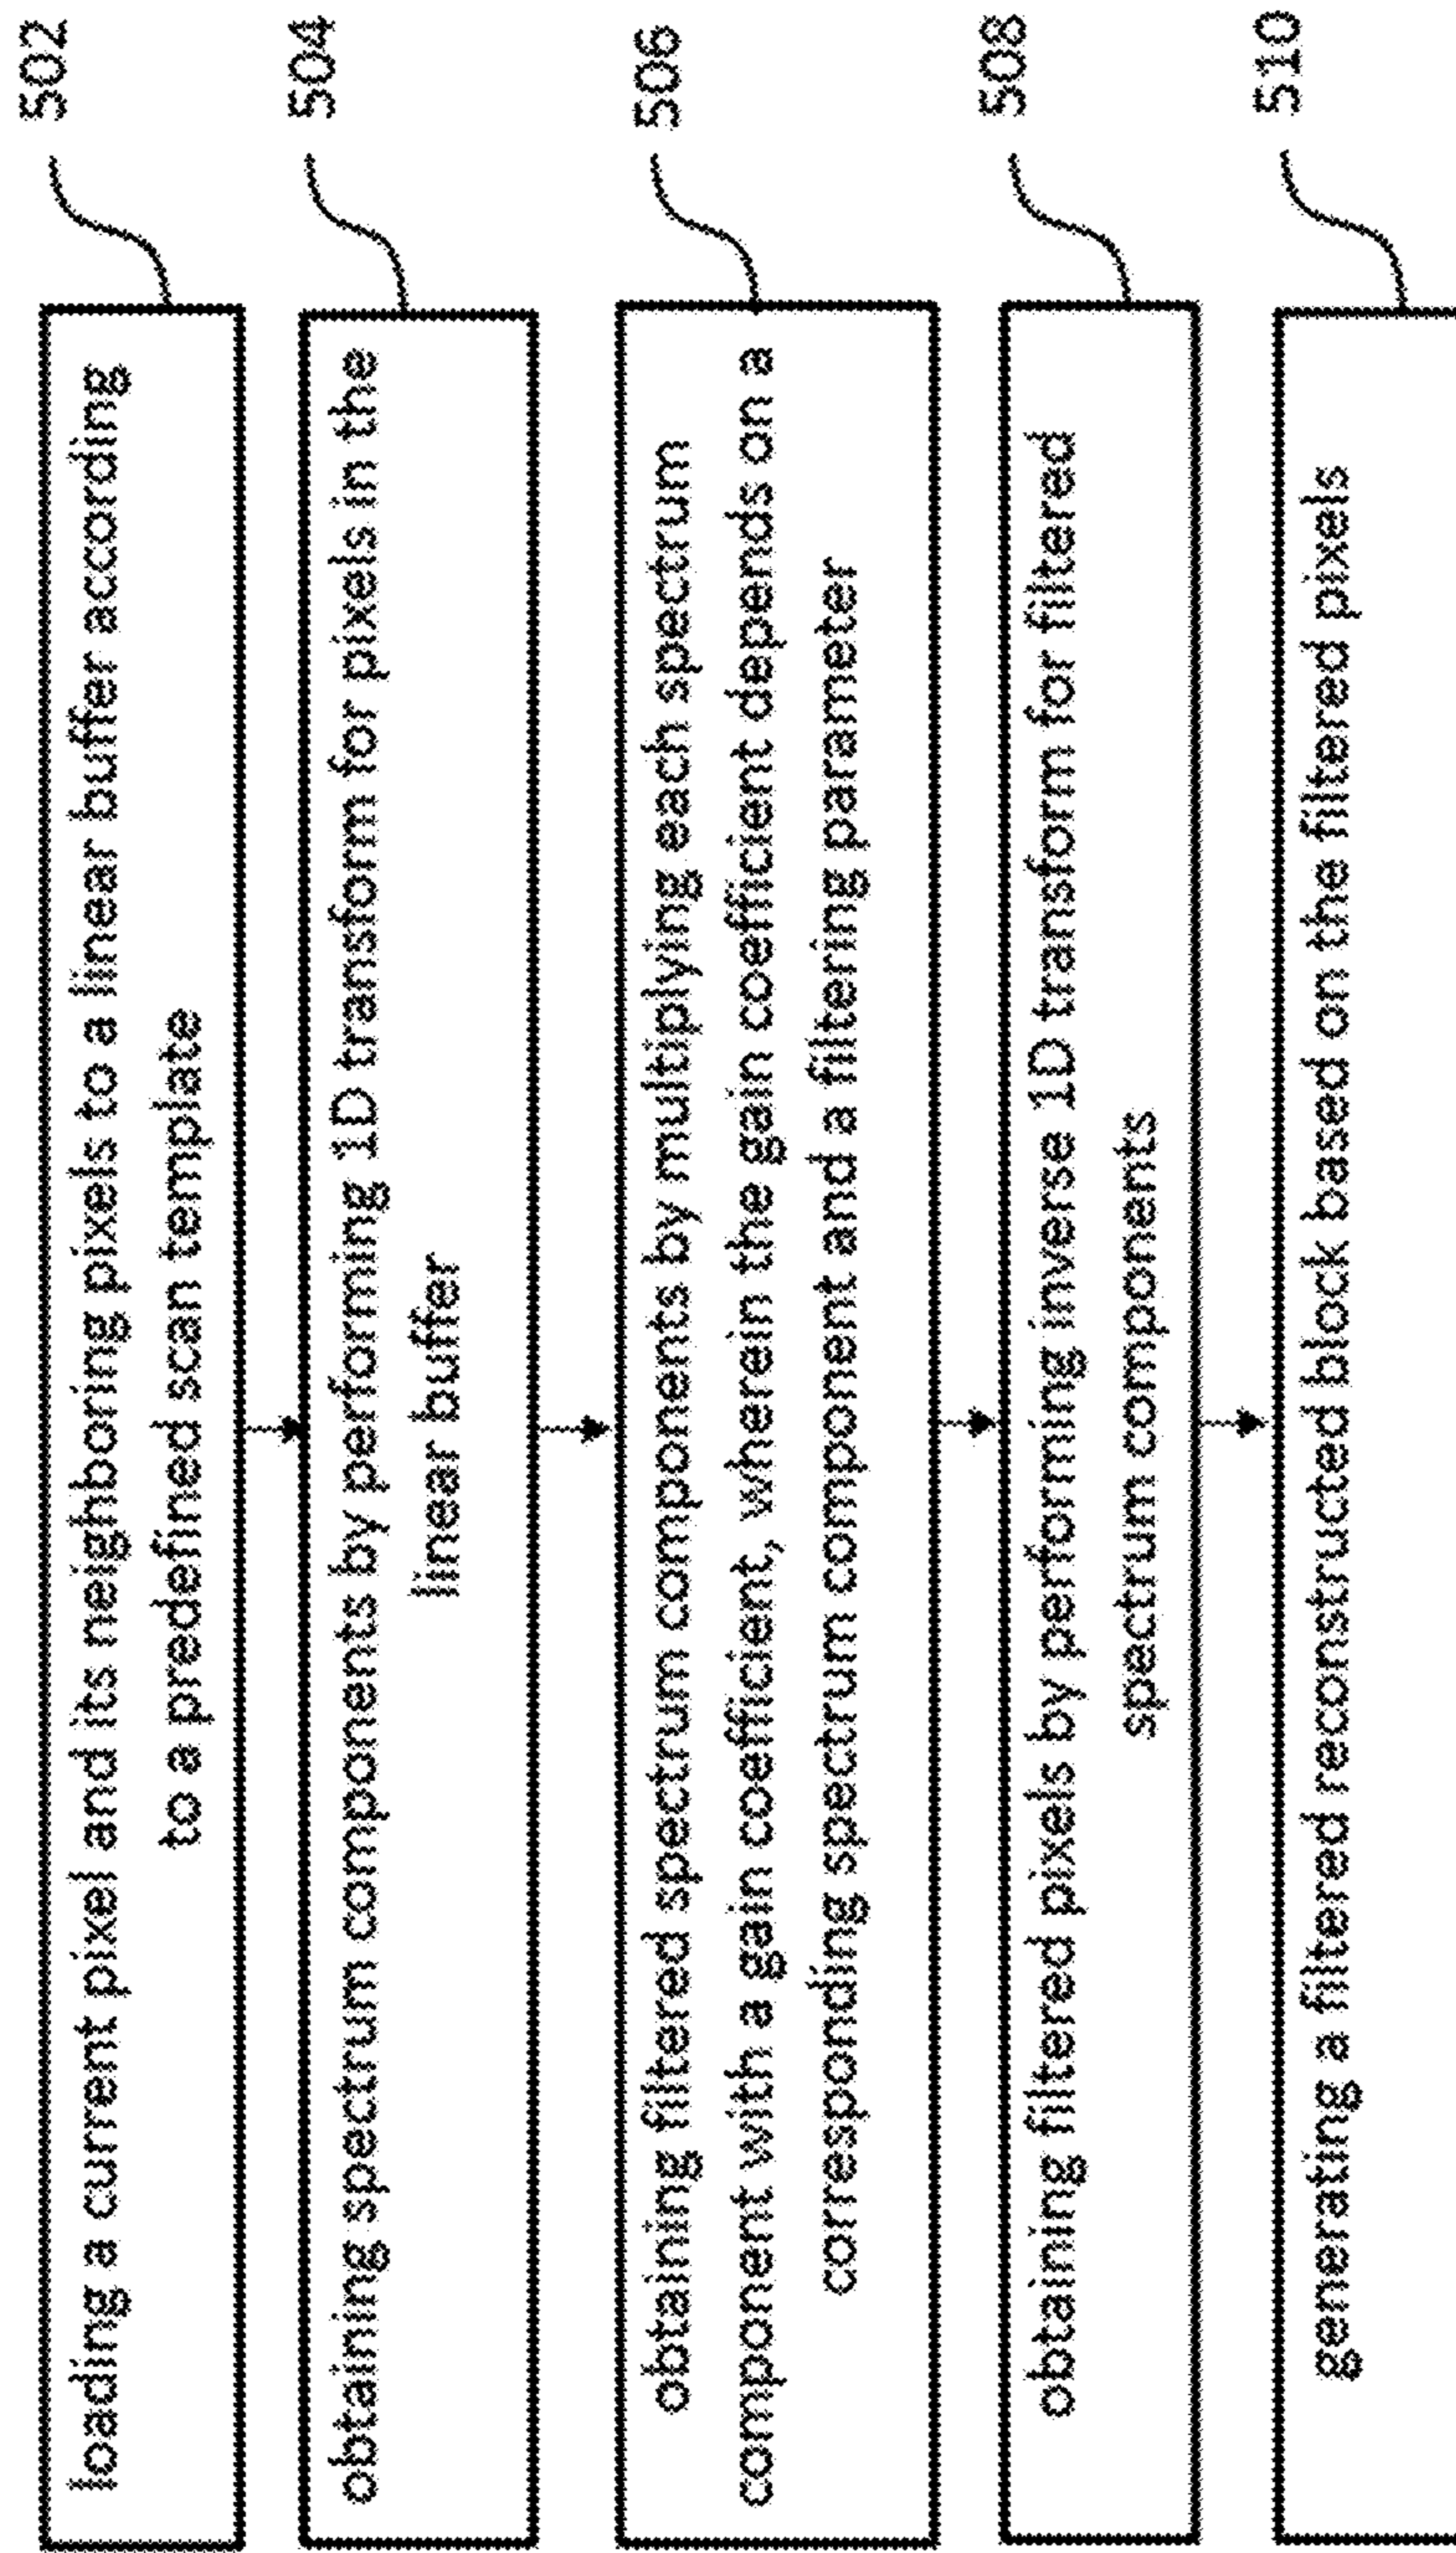 502
loading a current pixel and its neighboring pixels to a linear buffer according
to a predefined scan template
504
obtaining spectrum components by performing 1D transform for pixels in the
linear buffer
506
obtaining filtered spectrum components by multiplying each spectrum
component with a gain coefficient, wherein the gain coefficient depends on a
corresponding spectrum component and a filtering parameter
508
obtaining filtered pixels by performing inverse 1D transform for filtered
spectrum components
510
generating a filtered reconstructed block based on the filtered pixels